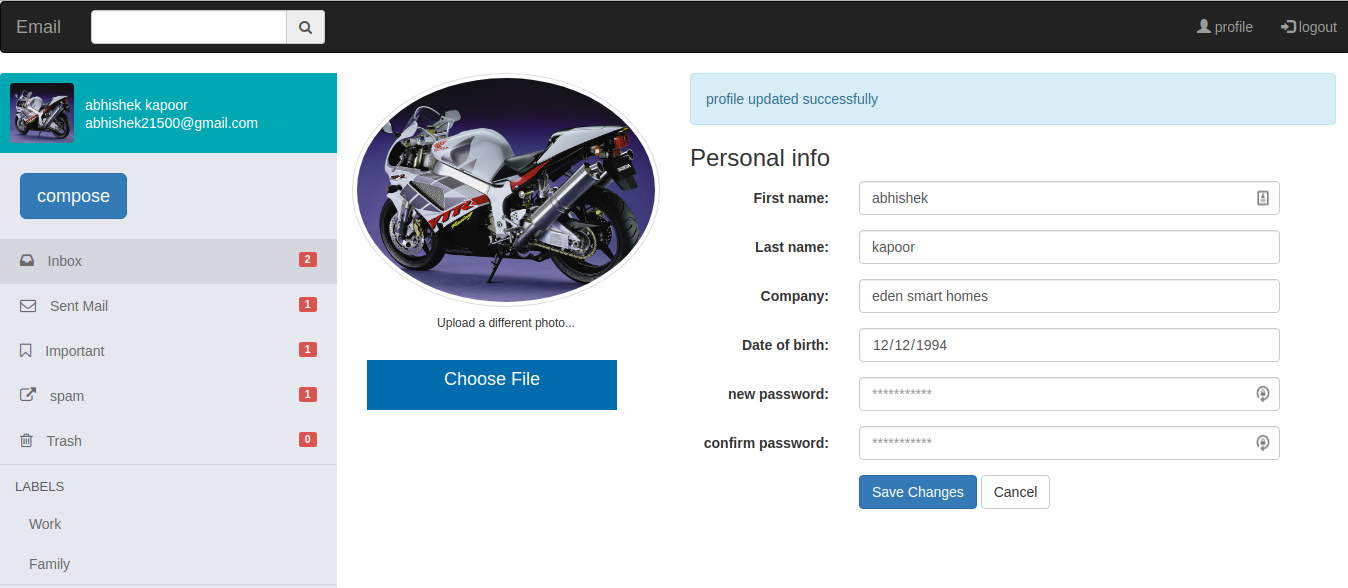 Email
profile
logout
abhishek kapoor
abhishek21500@gmail.com
compose
Inbox 2
Sent Mail 1
Important 1
spam 1
Trash 0
LABELS
Work
Family
Upload a different photo...
Choose File
profile updated successfully
Personal info
First name: abhishek
Last name: kapoor
Company: eden smart homes
Date of birth: 12/12/1994
new password: ***********
confirm password: ***********
Save Changes Cancel